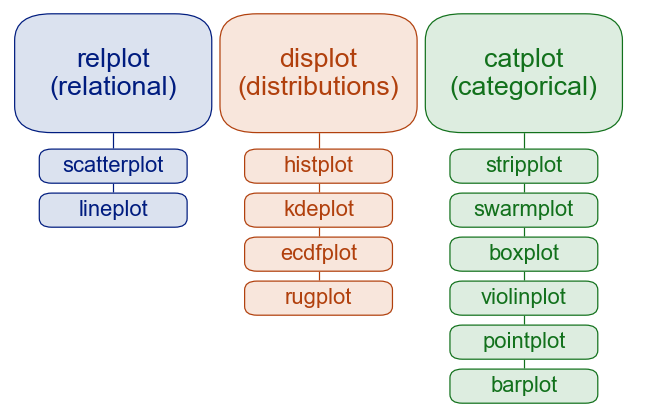 relplot
(relational)
scatterplot
lineplot
displot
(distributions)
histplot
kdeplot
ecdfplot
rugplot
catplot
(categorical)
stripplot
swarmplot
boxplot
violinplot
pointplot
barplot